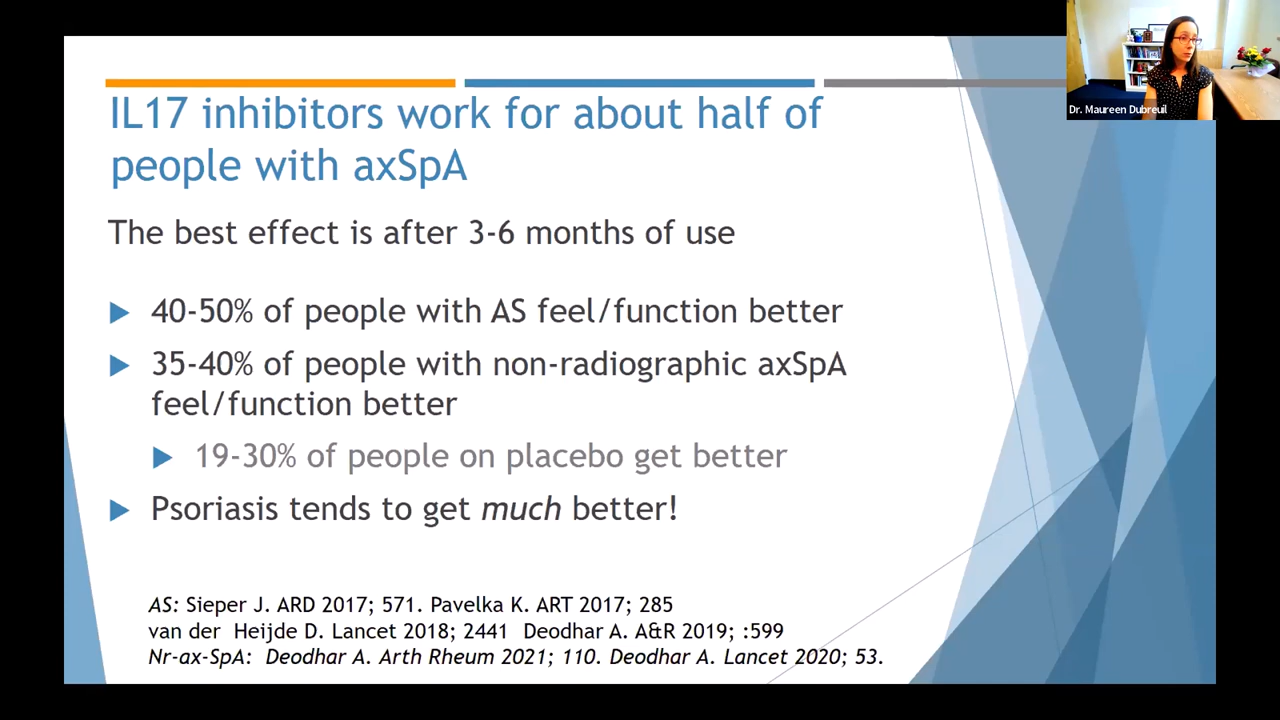 IL17 inhibitors work for about half of
people with axSpA
The best effect is after 3-6 months of use
40-50% of people with AS feel/function better
35-40% of people with non-radiographic axSpA
feel/function better
19-30% of people on placebo get better
Psoriasis tends to get much better!
AS: Sieper J. ARD 2017; 571. Pavelka K. ART 2017; 285
van der Heijde D. Lancet 2018; 2441 Deodhar A. A&R 2019; :599
Nr-ax-SpA: Deodhar A. Arth Rheum 2021; 110. Deodhar A. Lancet 2020; 53.
Dr. Maureen Dubreuil